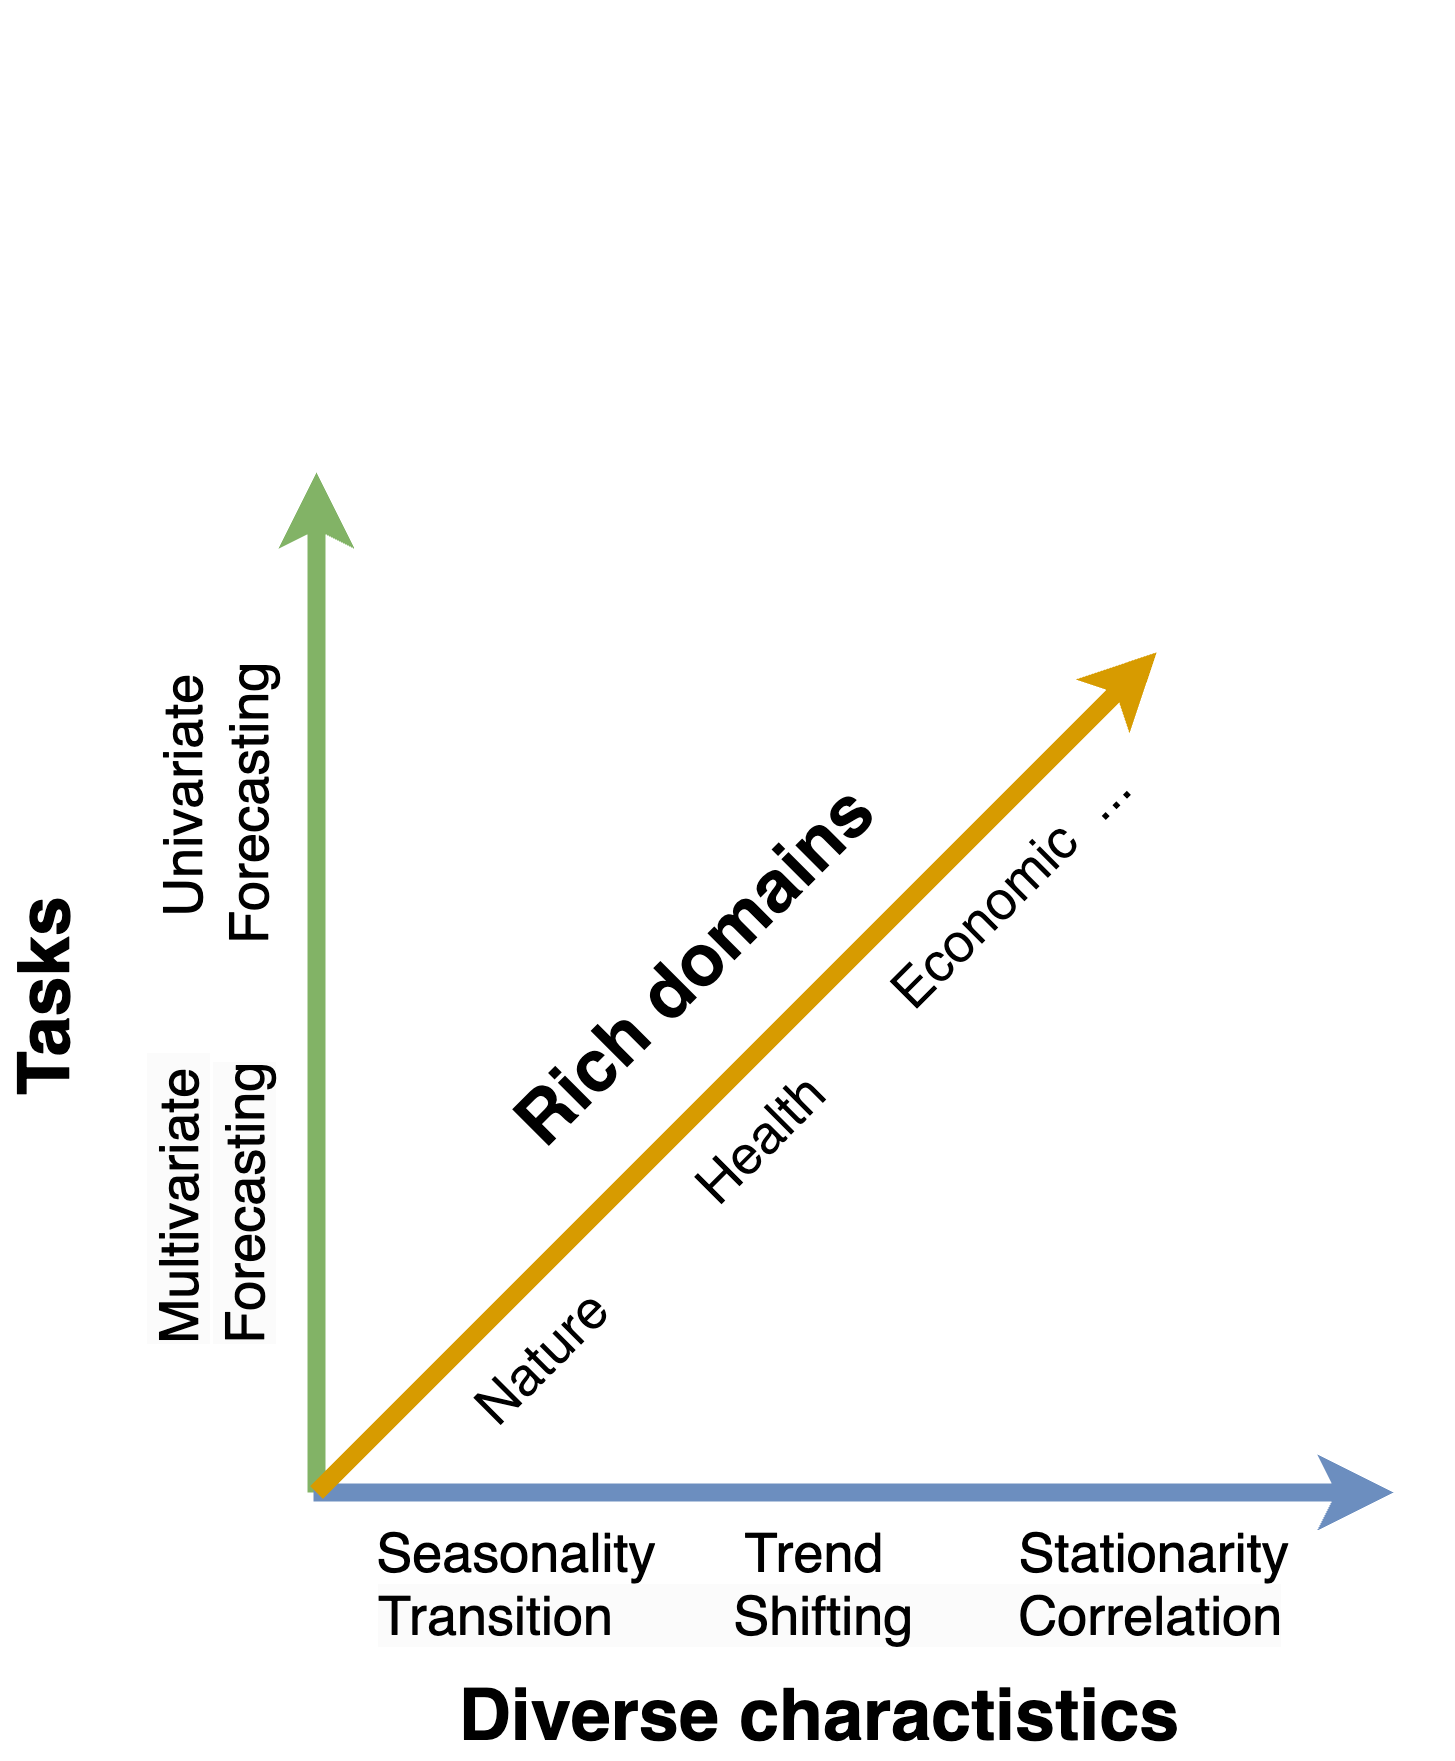 Tasks
Univariate
Forecasting
Multivariate
Forecasting
Rich domains
Nature
Health
Economic ...
Seasonality Trend Stationarity
Transition Shifting Correlation
Diverse charactistics